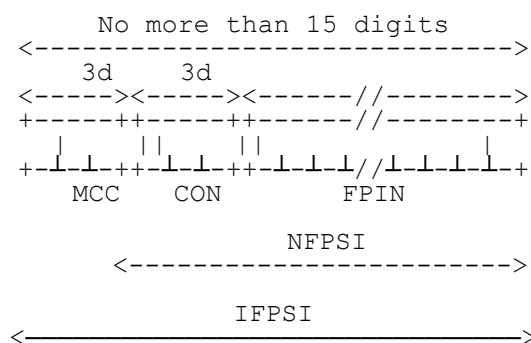 No more than 15 digits
<------------------------------>
3d 3d
<-----><-----><------//-------->
+-----++-----++------//--------+
| || || |
+-┴-┴-++-┴-┴-++-┴-┴-┴//┴-┴-┴-┴-+
MCC CON FPIN
NFPSI
<------------------------>
IFPSI
<------------------------------->